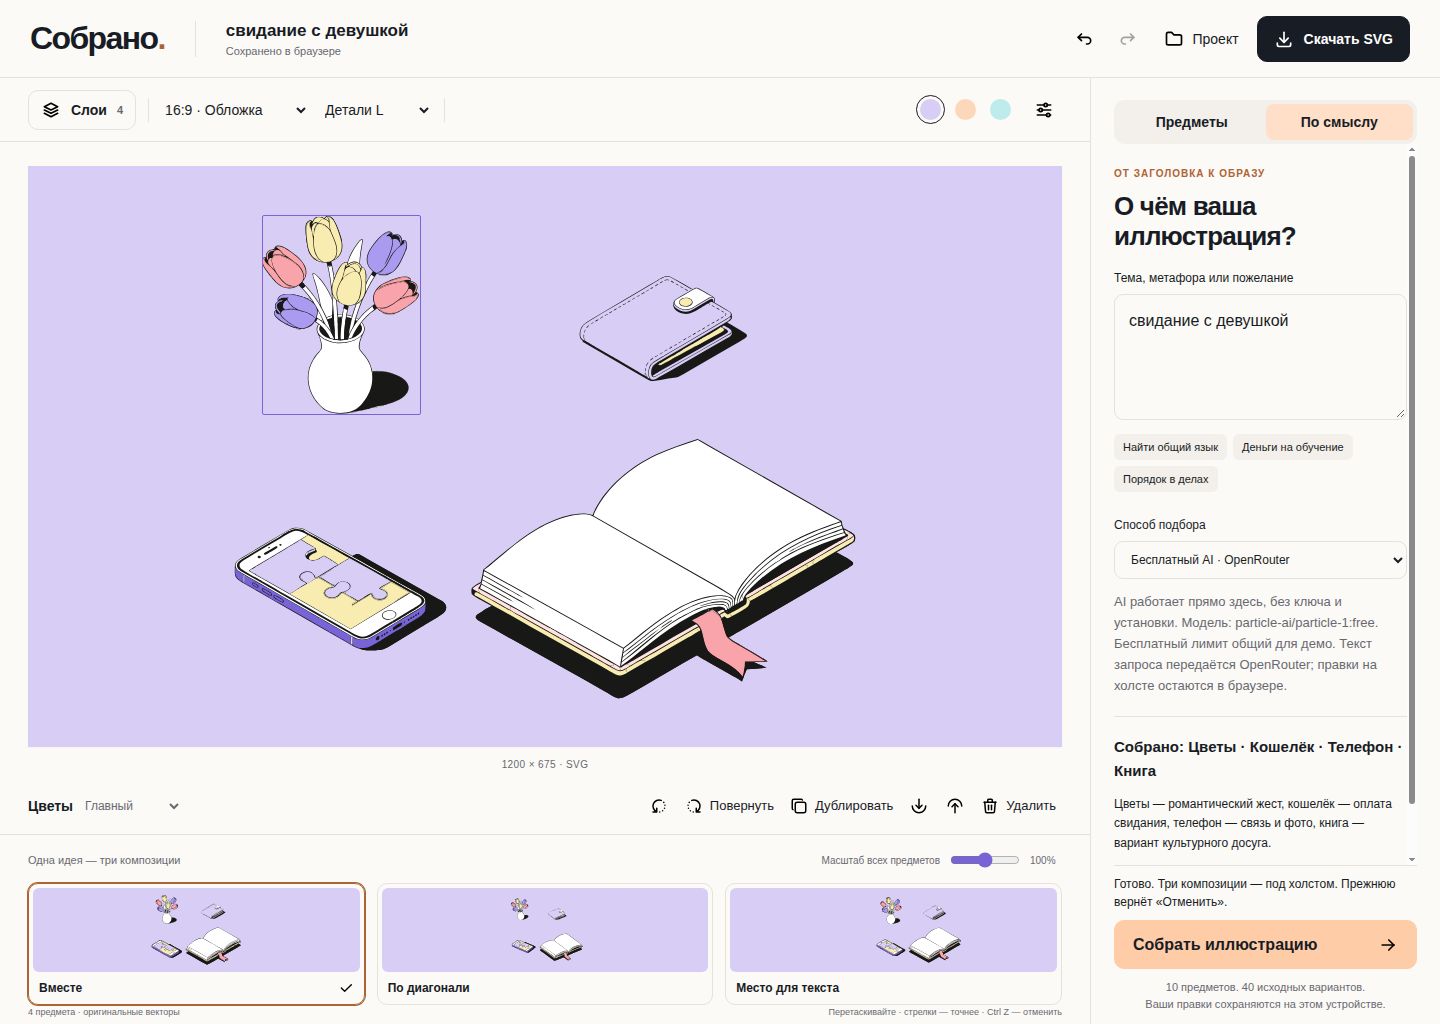 Собрано.
свидание с девушкой
Сохранено в браузере
Проект
Скачать SVG
Слои 4
16:9 · Обложка
Детали L
Предметы
По смыслу
ОТ ЗАГОЛОВКА К ОБРАЗУ
О чём ваша
иллюстрация?
Тема, метафора или пожелание
свидание с девушкой
Найти общий язык
Деньги на обучение
Порядок в делах
Способ подбора
Бесплатный AI · OpenRouter
AI работает прямо здесь, без ключа и
установки. Модель: particle-ai/particle-1:free.
Бесплатный лимит общий для демо. Текст
запроса передаётся OpenRouter; правки на
холсте остаются в браузере.
Собрано: Цветы · Кошелёк · Телефон ·
Книга
Цветы — романтический жест, кошелёк — оплата
свидания, телефон — связь и фото, книга —
вариант культурного досуга.
Готово. Три композиции — под холстом. Прежнюю
вернёт «Отменить».
Собрать иллюстрацию
10 предметов. 40 исходных вариантов.
Ваши правки сохраняются на этом устройстве.
1200 × 675 · SVG
Цветы
Главный
Повернуть
Дублировать
Удалить
Одна идея — три композиции
Масштаб всех предметов
100%
Вместе
По диагонали
Место для текста
4 предмета · оригинальные векторы
Перетаскивайте · стрелки — точнее · Ctrl Z — отменить